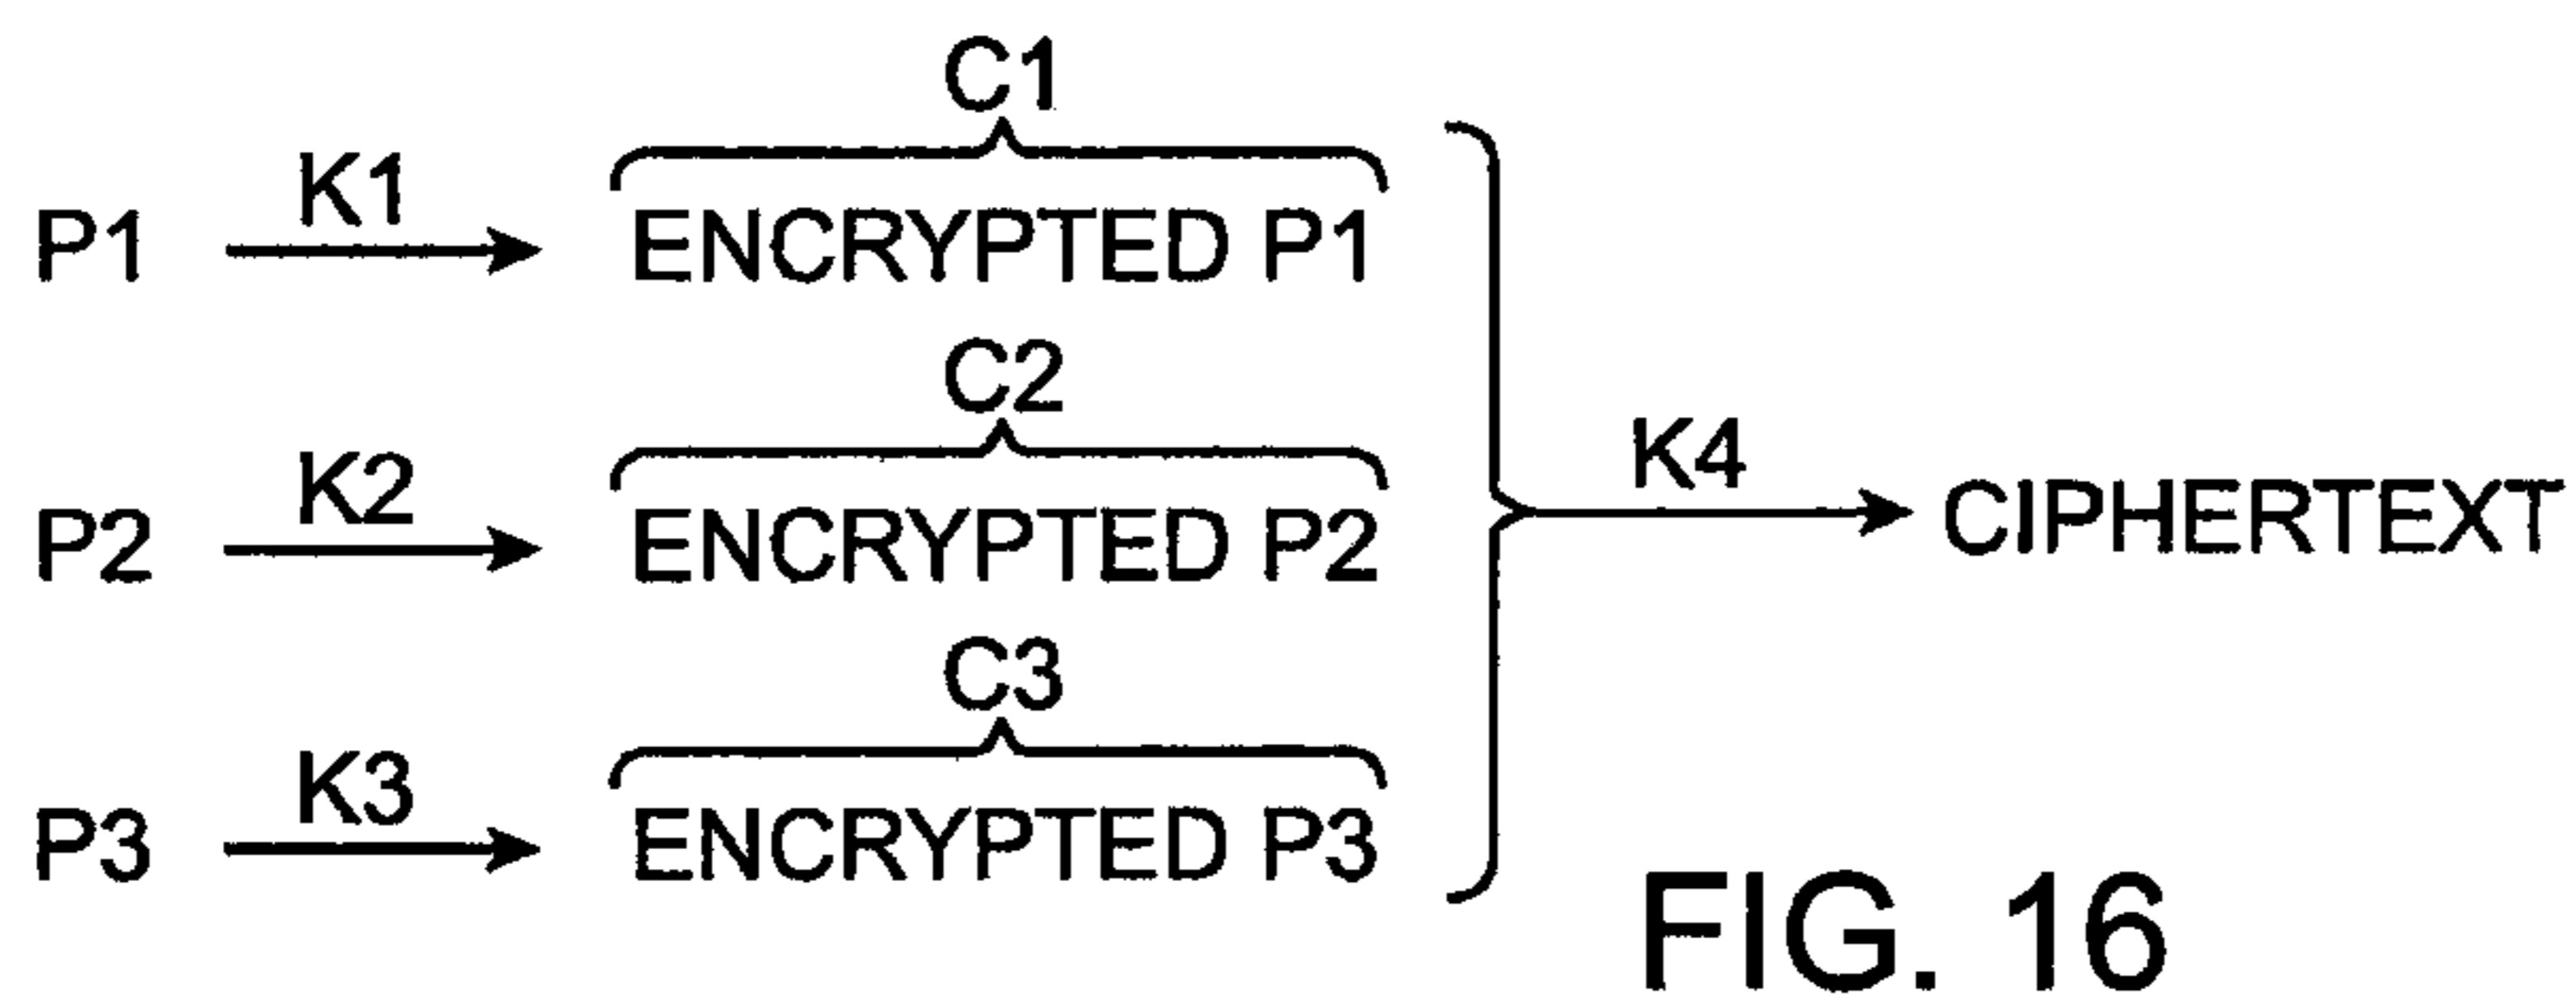 C1
P1 K1 ENCRYPTED P1
C2
P2 K2 ENCRYPTED P2
K4 CIPHERTEXT
C3
P3 K3 ENCRYPTED P3
FIG. 16